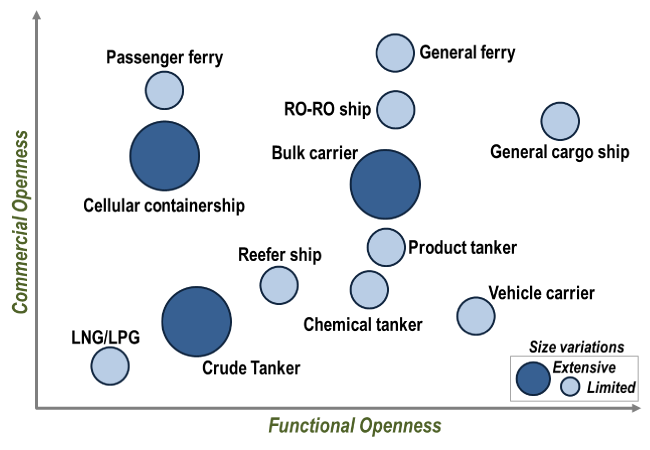 General ferry
Passenger ferry
RO-RO ship
Bulk carrier
General cargo ship
Cellular containership
Product tanker
Reefer ship
Vehicle carrier
Chemical tanker
LNG/LPG
Crude Tanker
Size variations
Extensive
Limited
Commercial Openness
Functional Openness